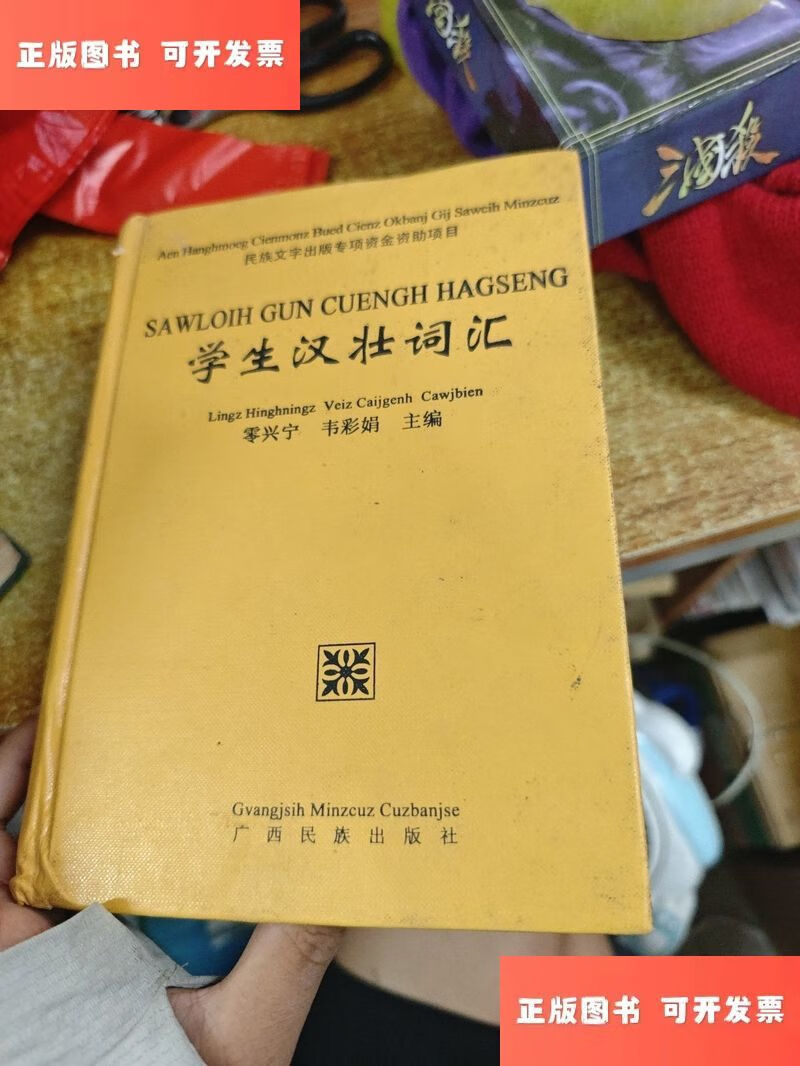 正版图书 可开发票
三國殺
Aen Hanghmoeg Cienmonz Bued Cienz Okbanj Gij Saweih Minzcuz
民族文字出版专项资金资助项目
SAWLOIH GUN CUENGH HAGSENG
学生汉壮词汇
Lingz Hinghningz Veiz Caijgenh Cawjbien
零兴宁 韦彩娟 主编
Gvangjsih Minzcuz Cuzbanjse
广西民族出版社
正版图书 可开发票